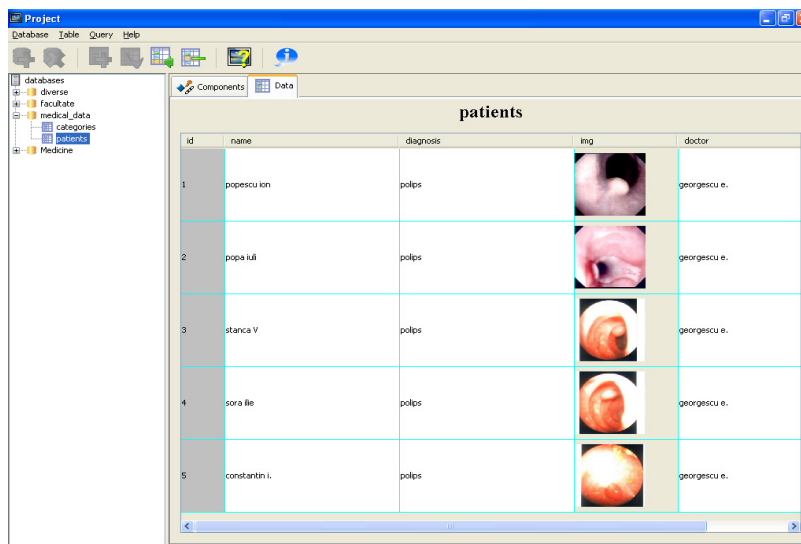 Project
Database Table Query Help
databases
diverse
facultate
medical_data
categories
patients
Medicine
Components Data
patients
id name diagnosis img doctor
1 popescu ion polips georgescu e.
2 popa iuli polips georgescu e.
3 stanca V polips georgescu e.
4 sora ilie polips georgescu e.
5 constantin i. polips georgescu e.